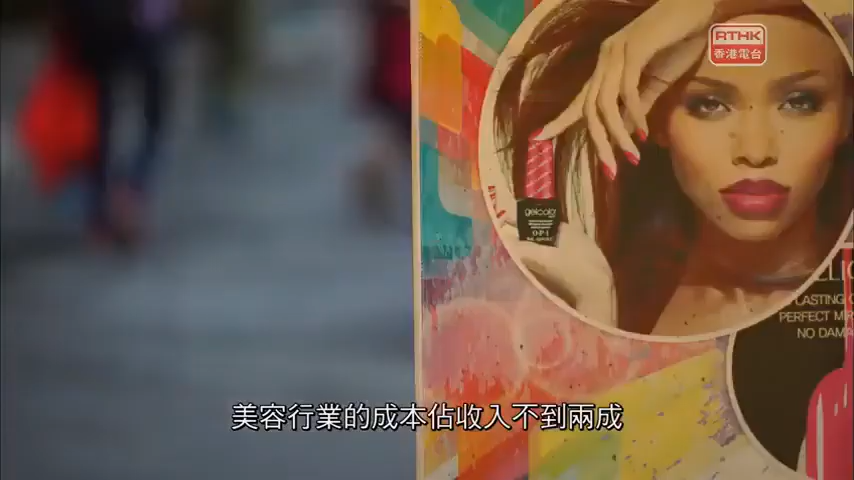 RTHK
香港電台
gelcolor
OPI
LASTING
PERFECT
NO
美容行業的成本佔收入不到兩成